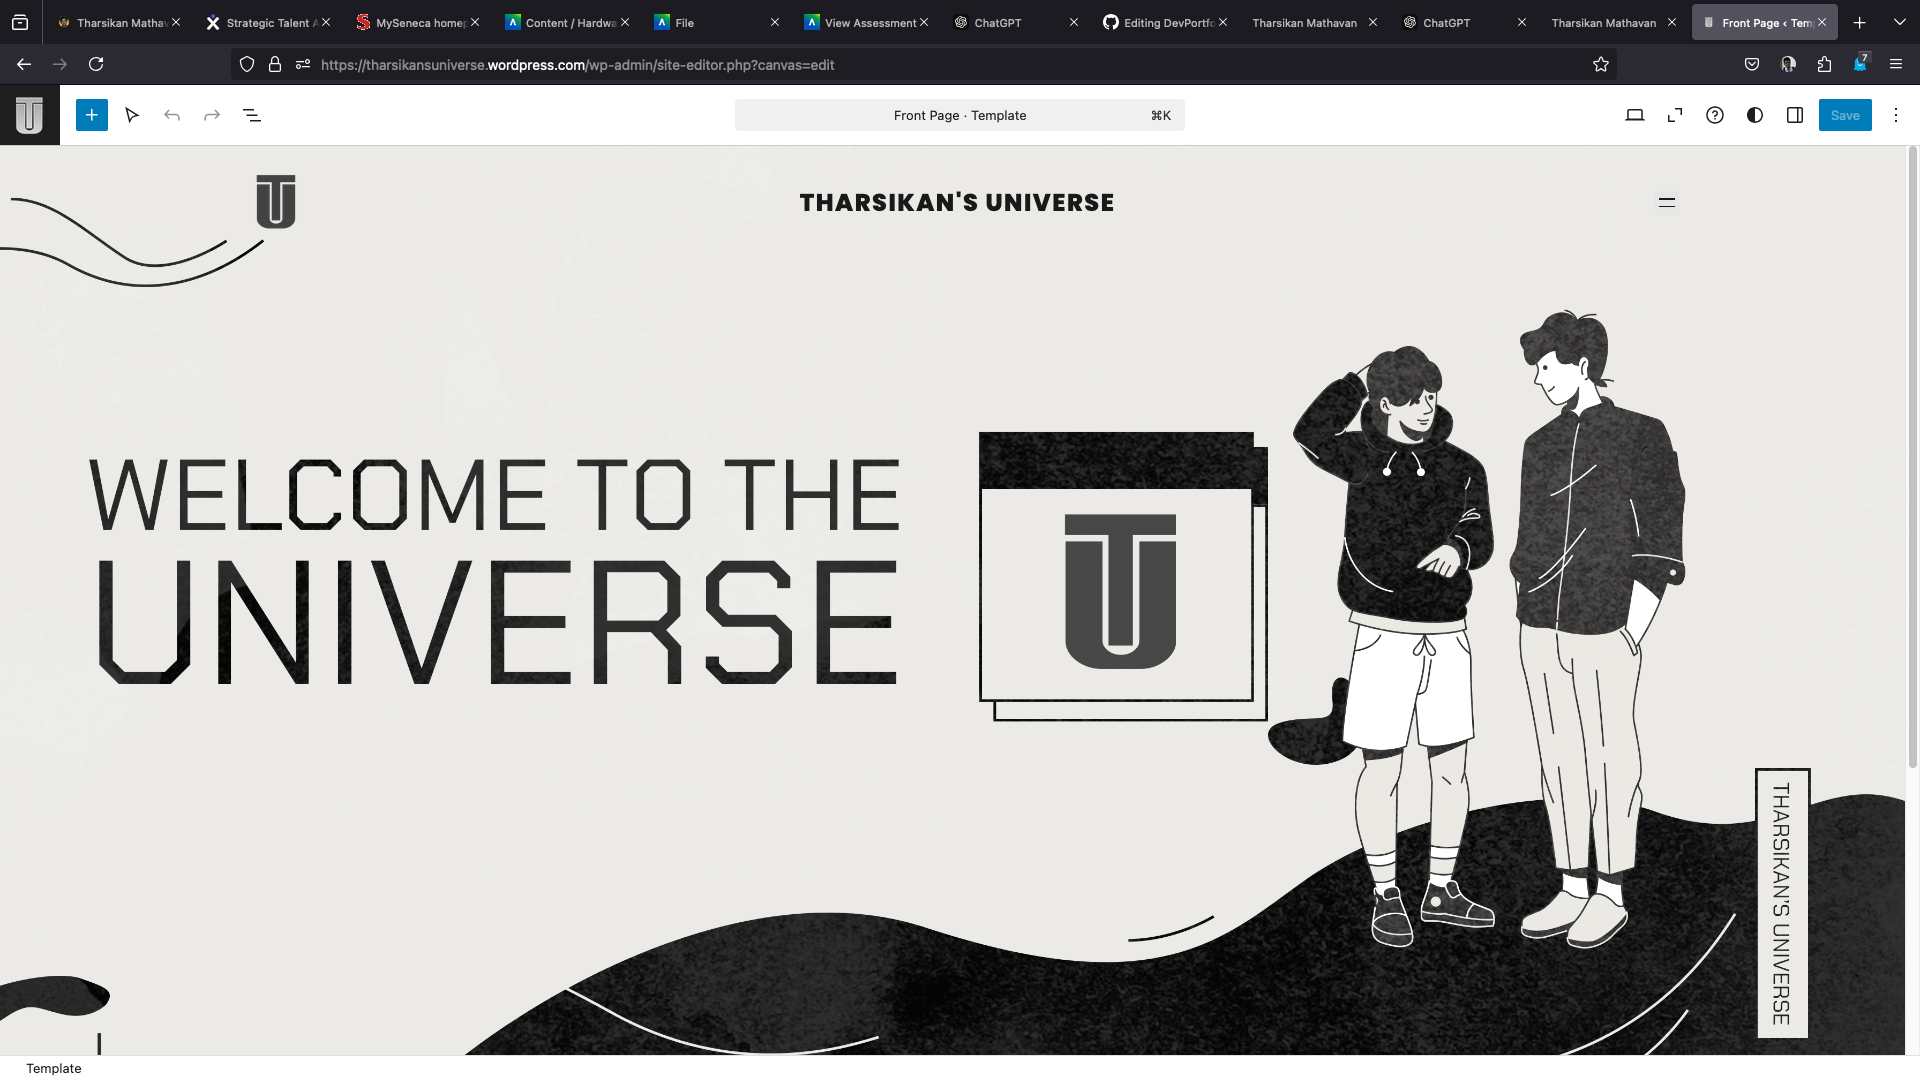 Tharsikan Mathav
Strategic Talent A
MySeneca homep
Content / Hardwa
File
View Assessment
ChatGPT
Editing DevPortfo
Tharsikan Mathavan
ChatGPT
Tharsikan Mathavan
Front Page ‹ Tem
https://tharsikansuniverse.wordpress.com/wp-admin/site-editor.php?canvas=edit
7
Front Page · Template
⌘K
Save
THARSIKAN'S UNIVERSE
WELCOME TO THE
UNIVERSE
THARSIKAN'S UNIVERSE
Template